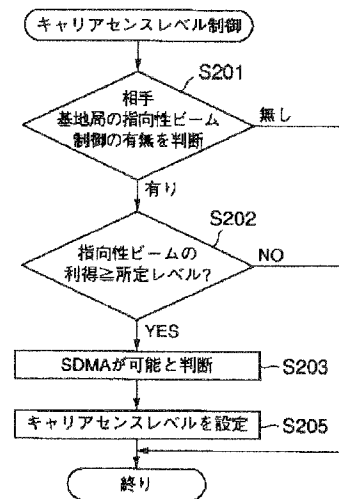 キャリアセンスレベル制御
S201
相手
基地局の指向性ビーム
制御の有無を判断
無し
有り
S202
指向性ビームの
利得≧所定レベル?
NO
YES
SDMAが可能と判断
S203
キャリアセンスレベルを設定
S205
終り